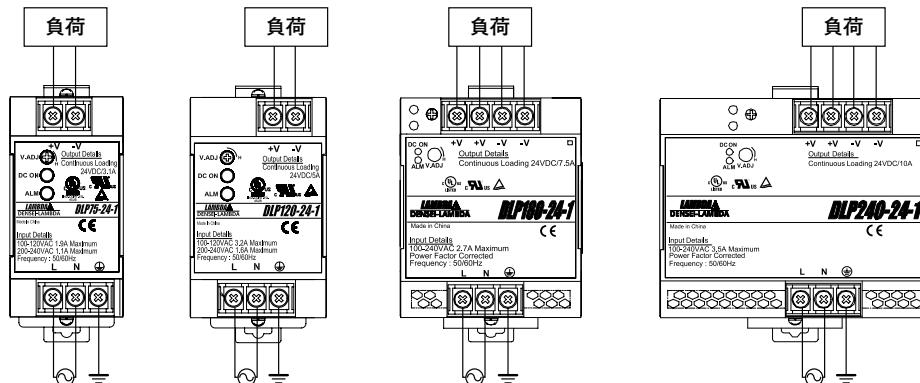 負荷
+V -V
V.ADJ
Output Details
Continuous Loading
24VDC/3.1A
DC ON
ALM
LAMBDA
DENSEI-LAMBDA
DLP75-24-1
Made in China
CE
Input Details
100-120VAC 1.9A Maximum
200-240VAC 1,1A Maximum
Frequency : 50/60Hz
L N
負荷
+V -V
V.ADJ
Output Details
Continuous Loading
24VDC/5A
DC ON
ALM
LAMBDA
DENSEI-LAMBDA
DLP120-24-1
Made in China
CE
Input Details
100-120VAC 3,2A Maximum
200-240VAC 1,6A Maximum
Frequency : 50/60Hz
L N
負荷
+V +V -V -V
DC ON
ALM V.ADJ
Output Details
Continuous Loading 24VDC/7.5A
LAMBDA
DENSEI-LAMBDA
DLP180-24-1
Made in China
CE
Input Details
100-240VAC 2.7A Maximum
Power Factor Corrected
Frequency : 50/60Hz
L N
負荷
+V +V -V -V
DC ON
ALM V.ADJ
Output Details
Continuous Loading 24VDC/10A
LAMBDA
DENSEI-LAMBDA
DLP240-24-1
Made in China
CE
Input Details
100-240VAC 3,5A Maximum
Power Factor Corrected
Frequency : 50/60Hz
L N